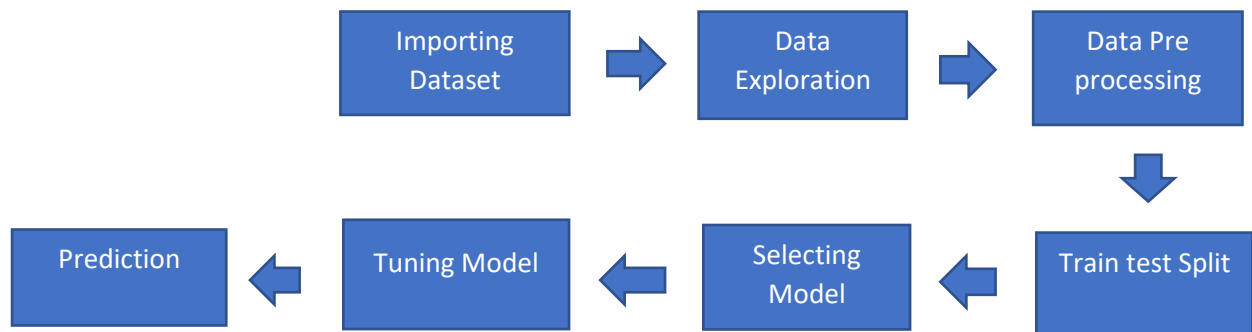 Importing
Dataset
Data
Exploration
Data Pre
processing
Train test Split
Selecting
Model
Tuning Model
Prediction